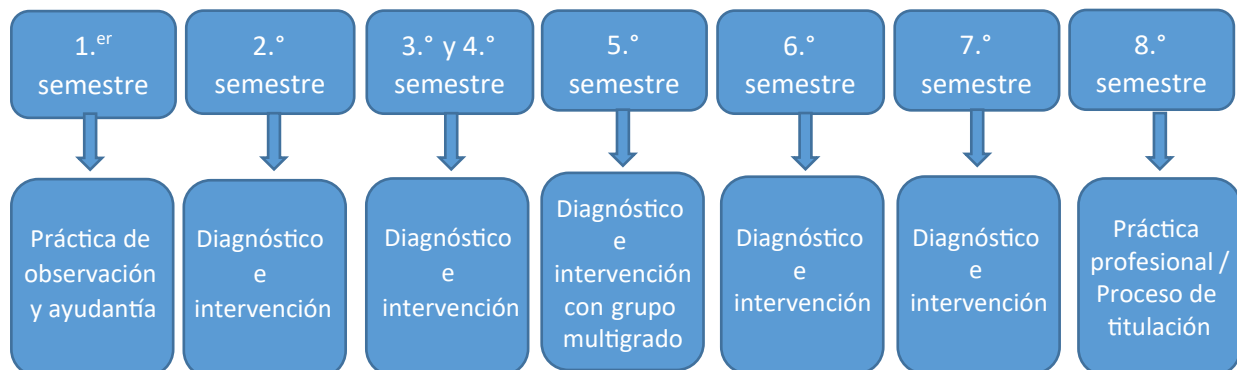 1.er
semestre
2.°
semestre
3.° y 4.°
semestre
5.°
semestre
6.°
semestre
7.°
semestre
8.°
semestre
Práctica de
observación
y ayudantía
Diagnóstico
e
intervención
Diagnóstico
e
intervención
Diagnóstico
e
intervención
con grupo
multigrado
Diagnóstico
e
intervención
Diagnóstico
e
intervención
Práctica
profesional /
Proceso de
titulación